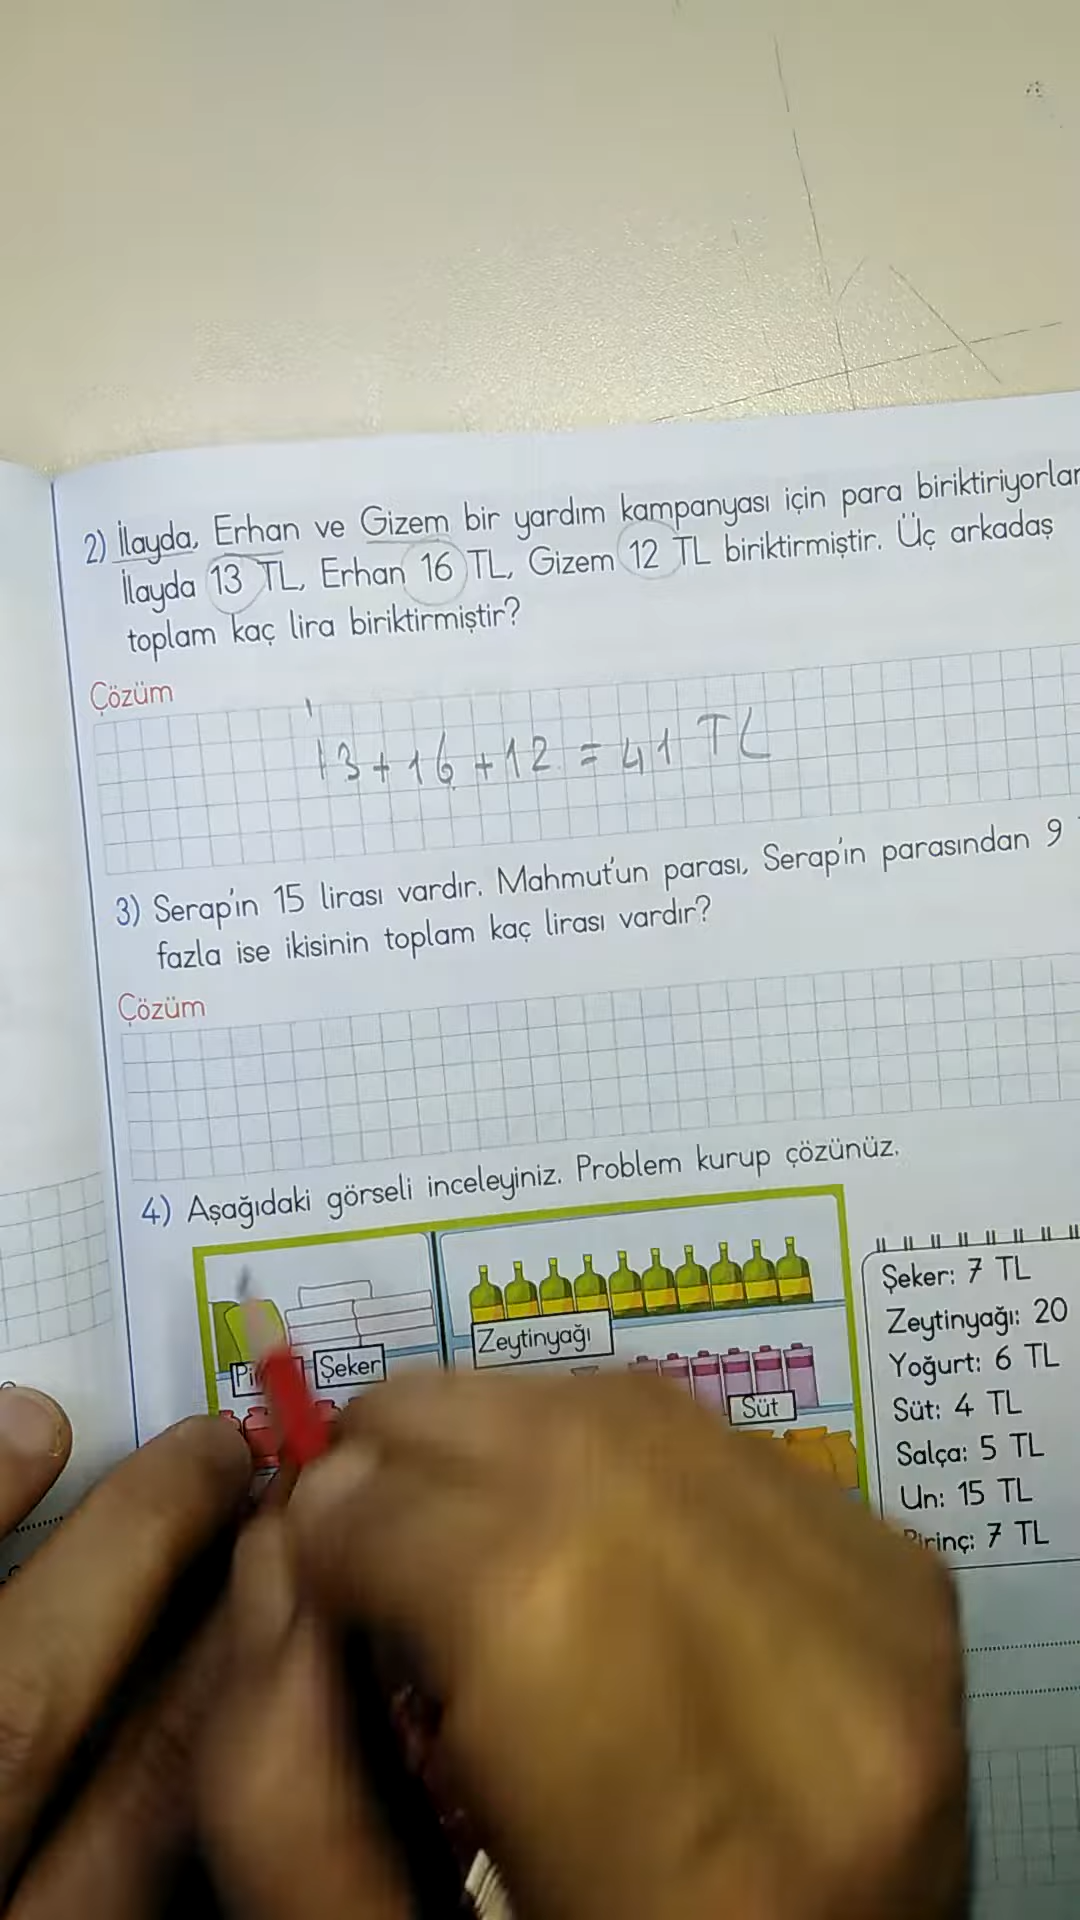 2) İlayda, Erhan ve Gizem bir yardım kampanyası için para biriktiriyorlar
İlayda 13 TL, Erhan 16 TL, Gizem 12 TL biriktirmiştir. Üç arkadaş
toplam kaç lira biriktirmiştir?
Çözüm
13+16+12=41 TL
3) Serap'ın 15 lirası vardır. Mahmut'un parası, Serap'ın parasından 9
fazla ise ikisinin toplam kaç lirası vardır?
Çözüm
4) Aşağıdaki görseli inceleyiniz. Problem kurup çözünüz.
Zeytinyağı
Şeker
Süt
Şeker: 7 TL
Zeytinyağı: 20
Yoğurt: 6 TL
Süt: 4 TL
Salça: 5 TL
Un: 15 TL
7 TL